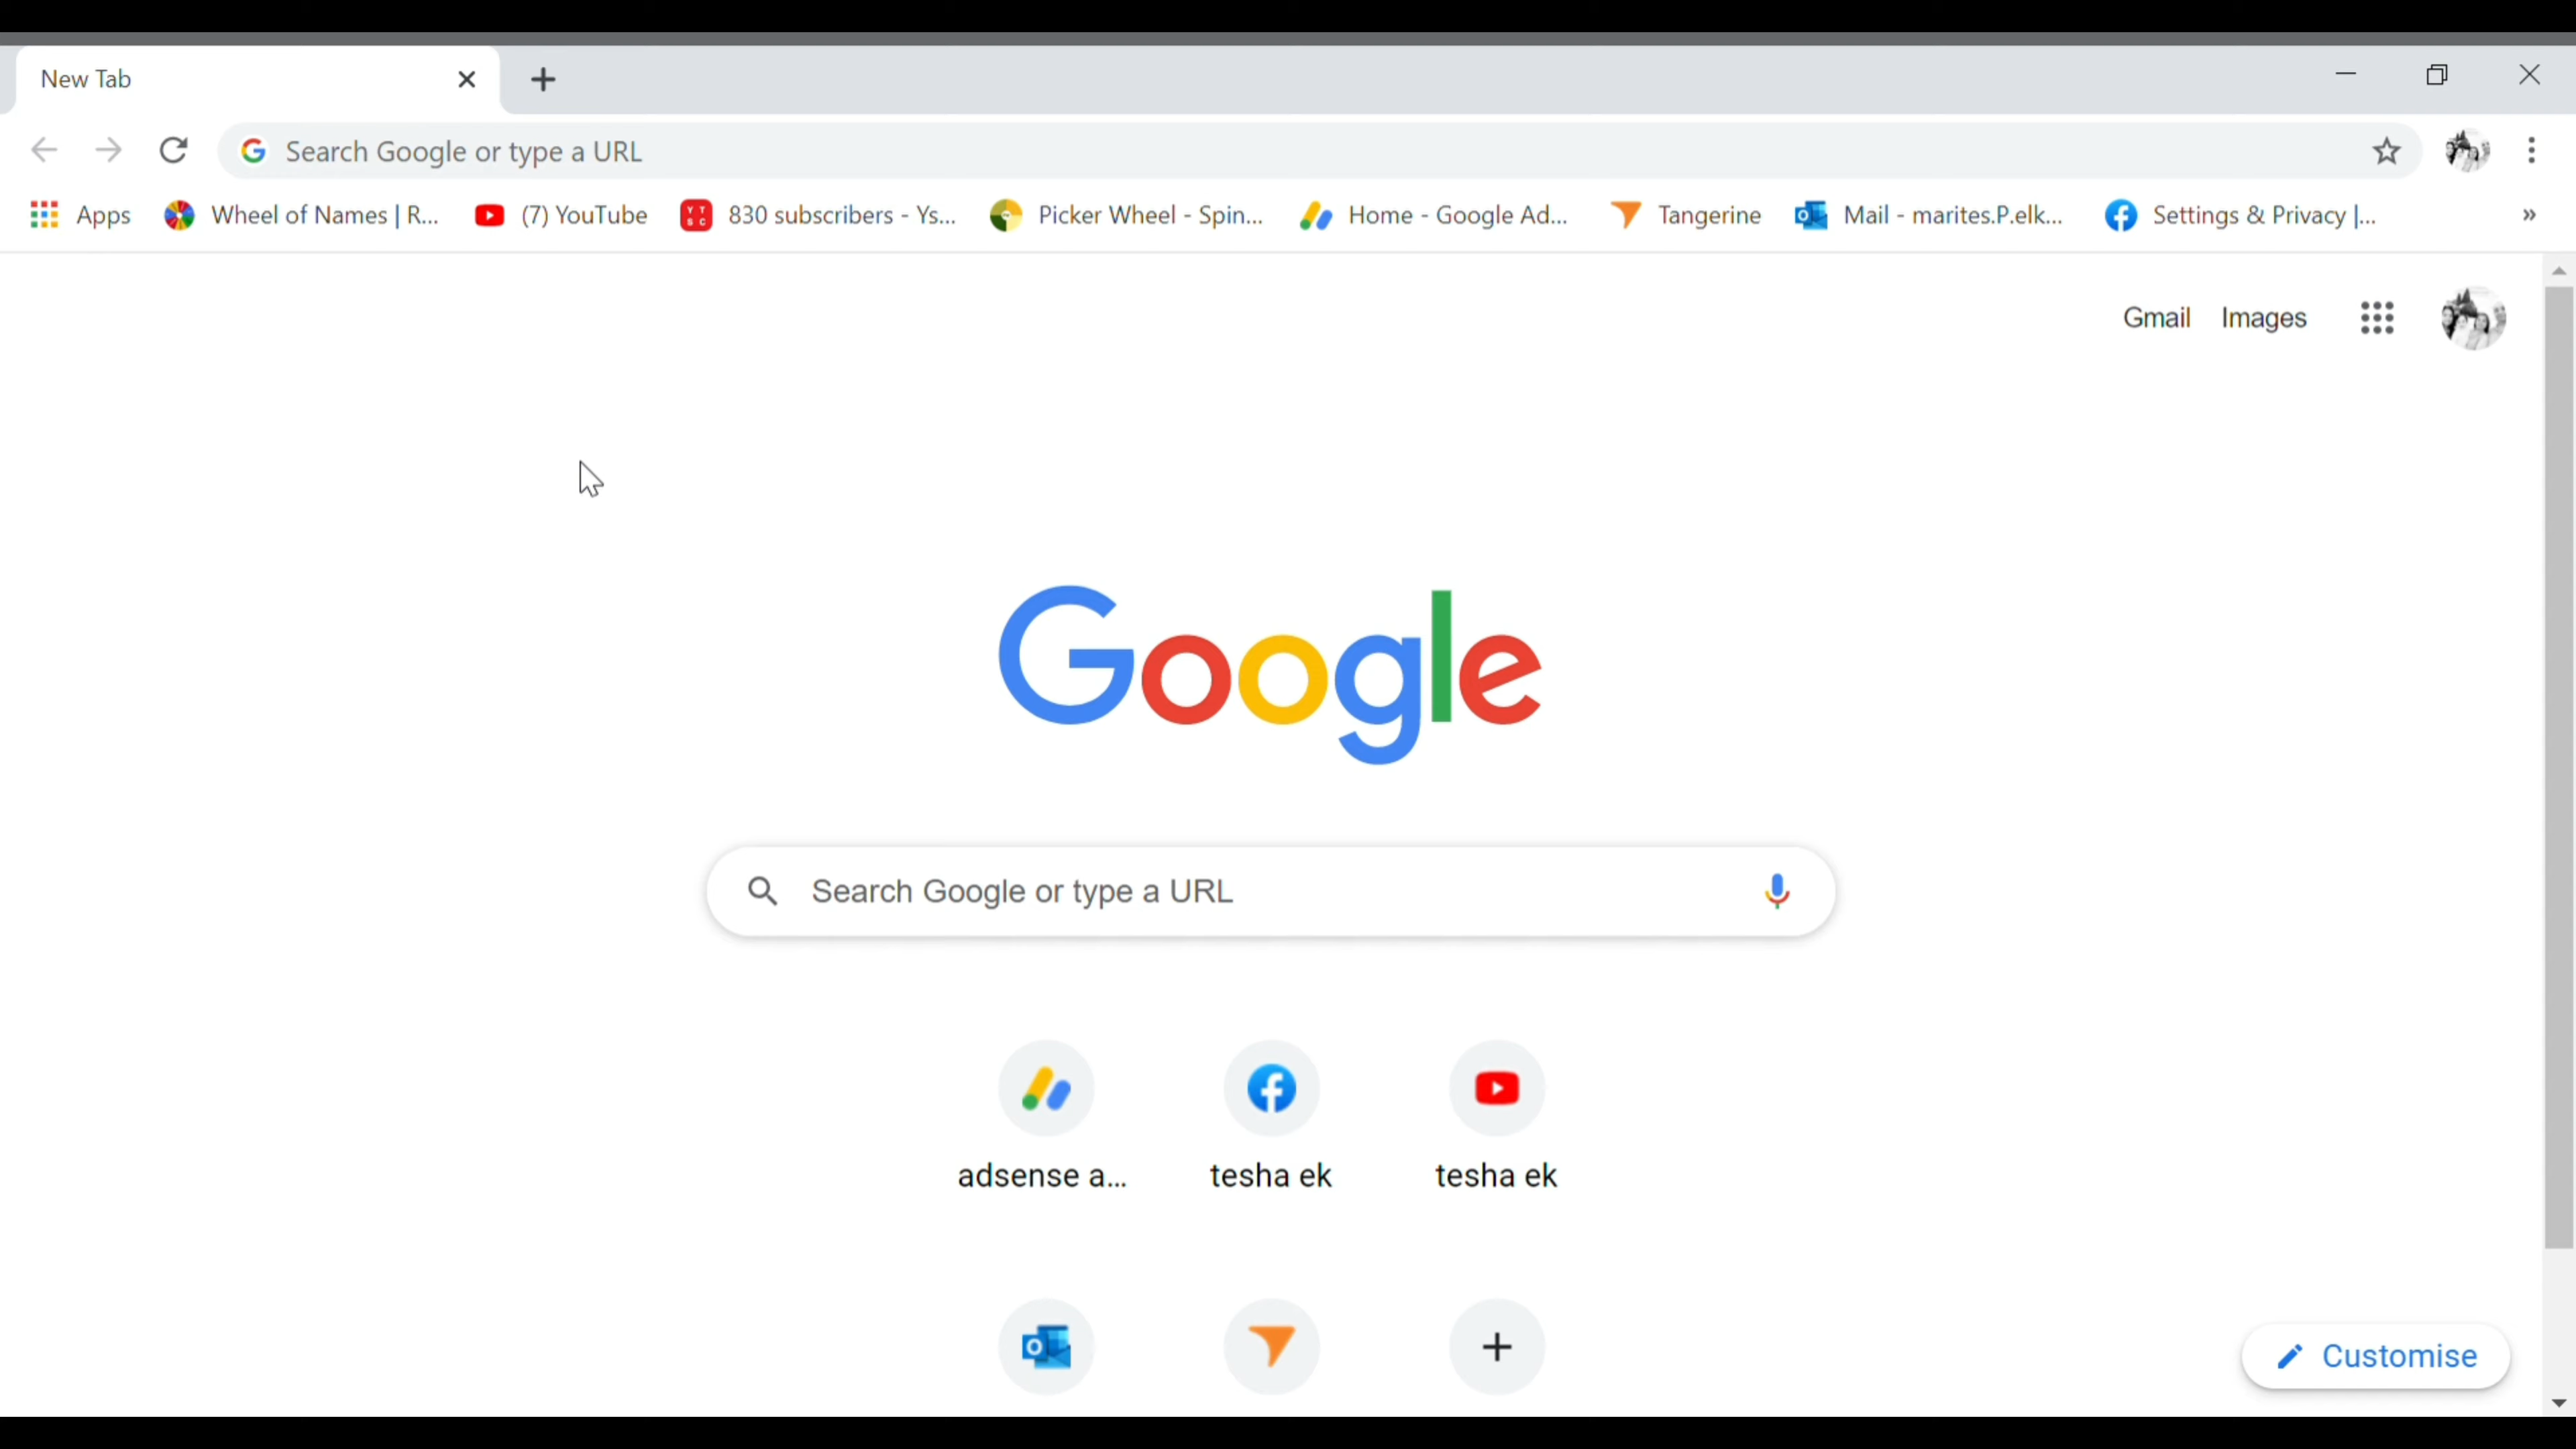 New Tab
Search Google or type a URL
Apps Wheel of Names | R... (7) YouTube 830 subscribers - Ys... Picker Wheel - Spin... Home - Google Ad... Tangerine Mail - marites.P.elk... Settings & Privacy |... »
Gmail Images
Google
Search Google or type a URL
adsense a... tesha ek tesha ek
Customise